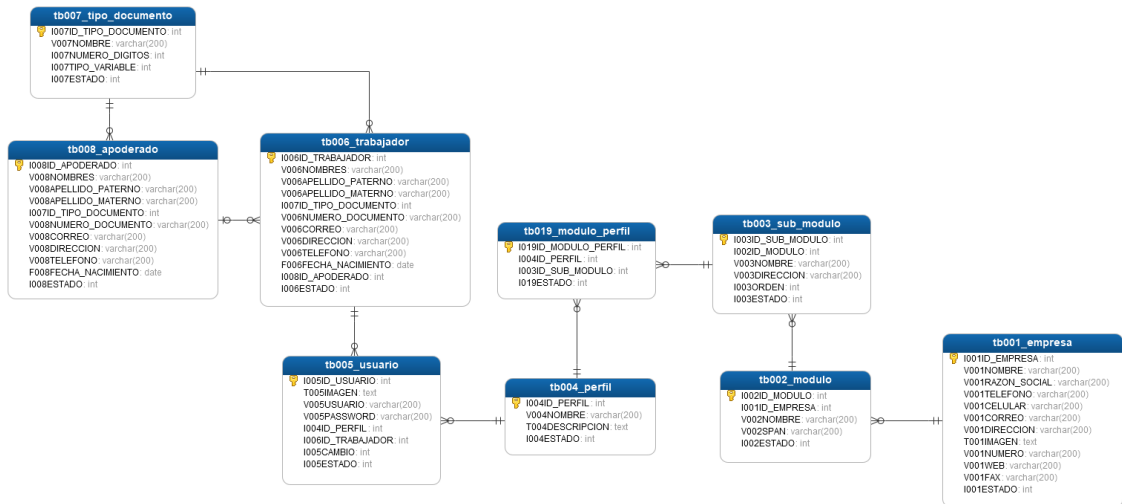 tb007_tipo_documento
I007ID_TIPO_DOCUMENTO: int
V007NOMBRE: varchar(200)
I007NUMERO_DIGITOS: int
I007TIPO_VARIABLE: int
I007ESTADO: int
tb008_apoderado
I008ID_APODERADO: int
V008NOMBRES: varchar(200)
V008APELLIDO_PATERNO: varchar(200)
V008APELLIDO_MATERNO: varchar(200)
I007ID_TIPO_DOCUMENTO: int
V008NUMERO_DOCUMENTO: varchar(200)
V008CORREO: varchar(200)
V008DIRECCION: varchar(200)
V008TELEFONO: varchar(200)
F008FECHA_NACIMIENTO: date
I008ESTADO: int
tb006_trabajador
I006ID_TRABAJADOR: int
V006NOMBRES: varchar(200)
V006APELLIDO_PATERNO: varchar(200)
V006APELLIDO_MATERNO: varchar(200)
I007ID_TIPO_DOCUMENTO: int
V006NUMERO_DOCUMENTO: varchar(200)
V006CORREO: varchar(200)
V006DIRECCION: varchar(200)
V006TELEFONO: varchar(200)
F006FECHA_NACIMIENTO: date
I008ID_APODERADO: int
I006ESTADO: int
tb019_modulo_perfil
I019ID_MODULO_PERFIL: int
I004ID_PERFIL: int
I003ID_SUB_MODULO: int
I019ESTADO: int
tb003_sub_modulo
I003ID_SUB_MODULO: int
I002ID_MODULO: int
V003NOMBRE: varchar(200)
V003DIRECCION: varchar(200)
I003ORDEN: int
I003ESTADO: int
tb005_usuario
I005ID_USUARIO: int
T005IMAGEN: text
V005USUARIO: varchar(200)
V005PASSWORD: varchar(200)
I004ID_PERFIL: int
I006ID_TRABAJADOR: int
I005CAMBIO: int
I005ESTADO: int
tb004_perfil
I004ID_PERFIL: int
V004NOMBRE: varchar(200)
T004DESCRIPCION: text
I004ESTADO: int
tb002_modulo
I002ID_MODULO: int
I001ID_EMPRESA: int
V002NOMBRE: varchar(200)
V002SPAN: varchar(200)
I002ESTADO: int
tb001_empresa
I001ID_EMPRESA: int
V001NOMBRE: varchar(200)
V001RAZON_SOCIAL: varchar(200)
V001TELEFONO: varchar(200)
V001CELULAR: varchar(200)
V001CORREO: varchar(200)
V001DIRECCION: varchar(200)
T001IMAGEN: text
V001NUMERO: varchar(200)
V001WEB: varchar(200)
V001FAX: varchar(200)
I001ESTADO: int